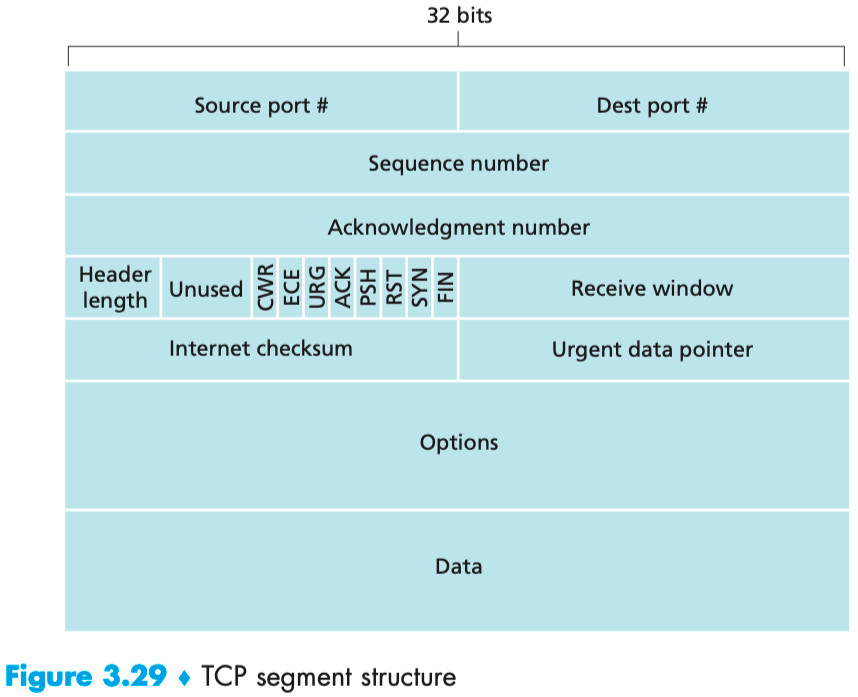 32 bits
Source port # Dest port #
Sequence number
Acknowledgment number
Header length Unused CWR ECE URG ACK PSH RST SYN FIN Receive window
Internet checksum Urgent data pointer
Options
Data
Figure 3.29 ♦ TCP segment structure